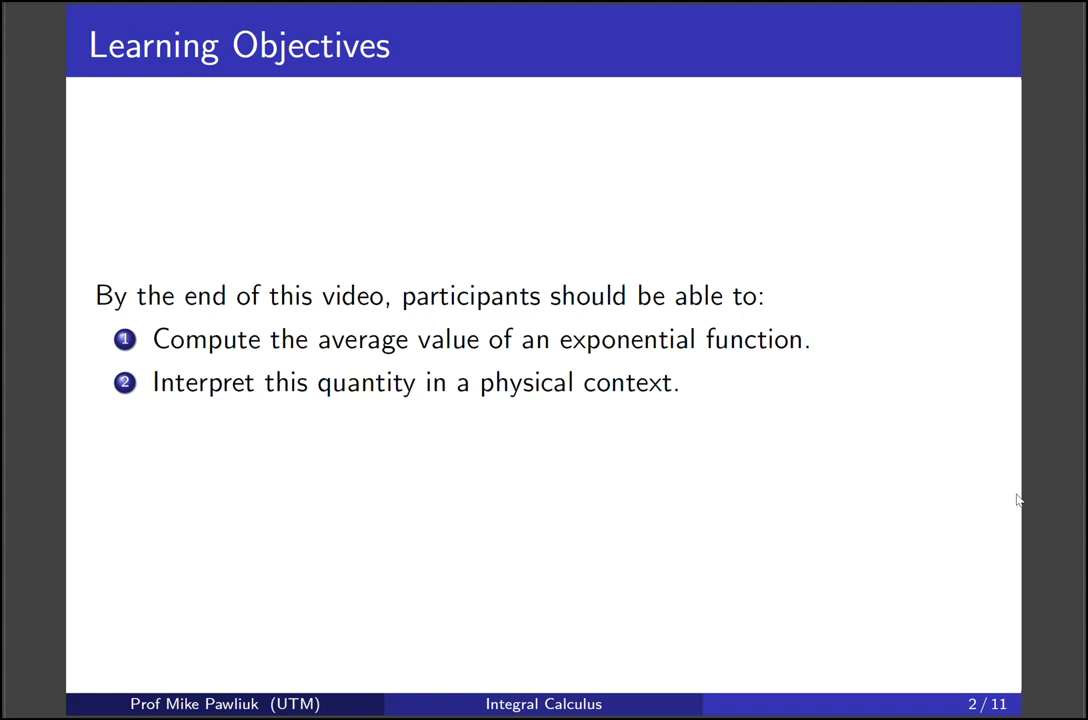 Learning Objectives
By the end of this video, participants should be able to:
1 Compute the average value of an exponential function.
2 Interpret this quantity in a physical context.
Prof Mike Pawliuk (UTM) Integral Calculus 2 / 11